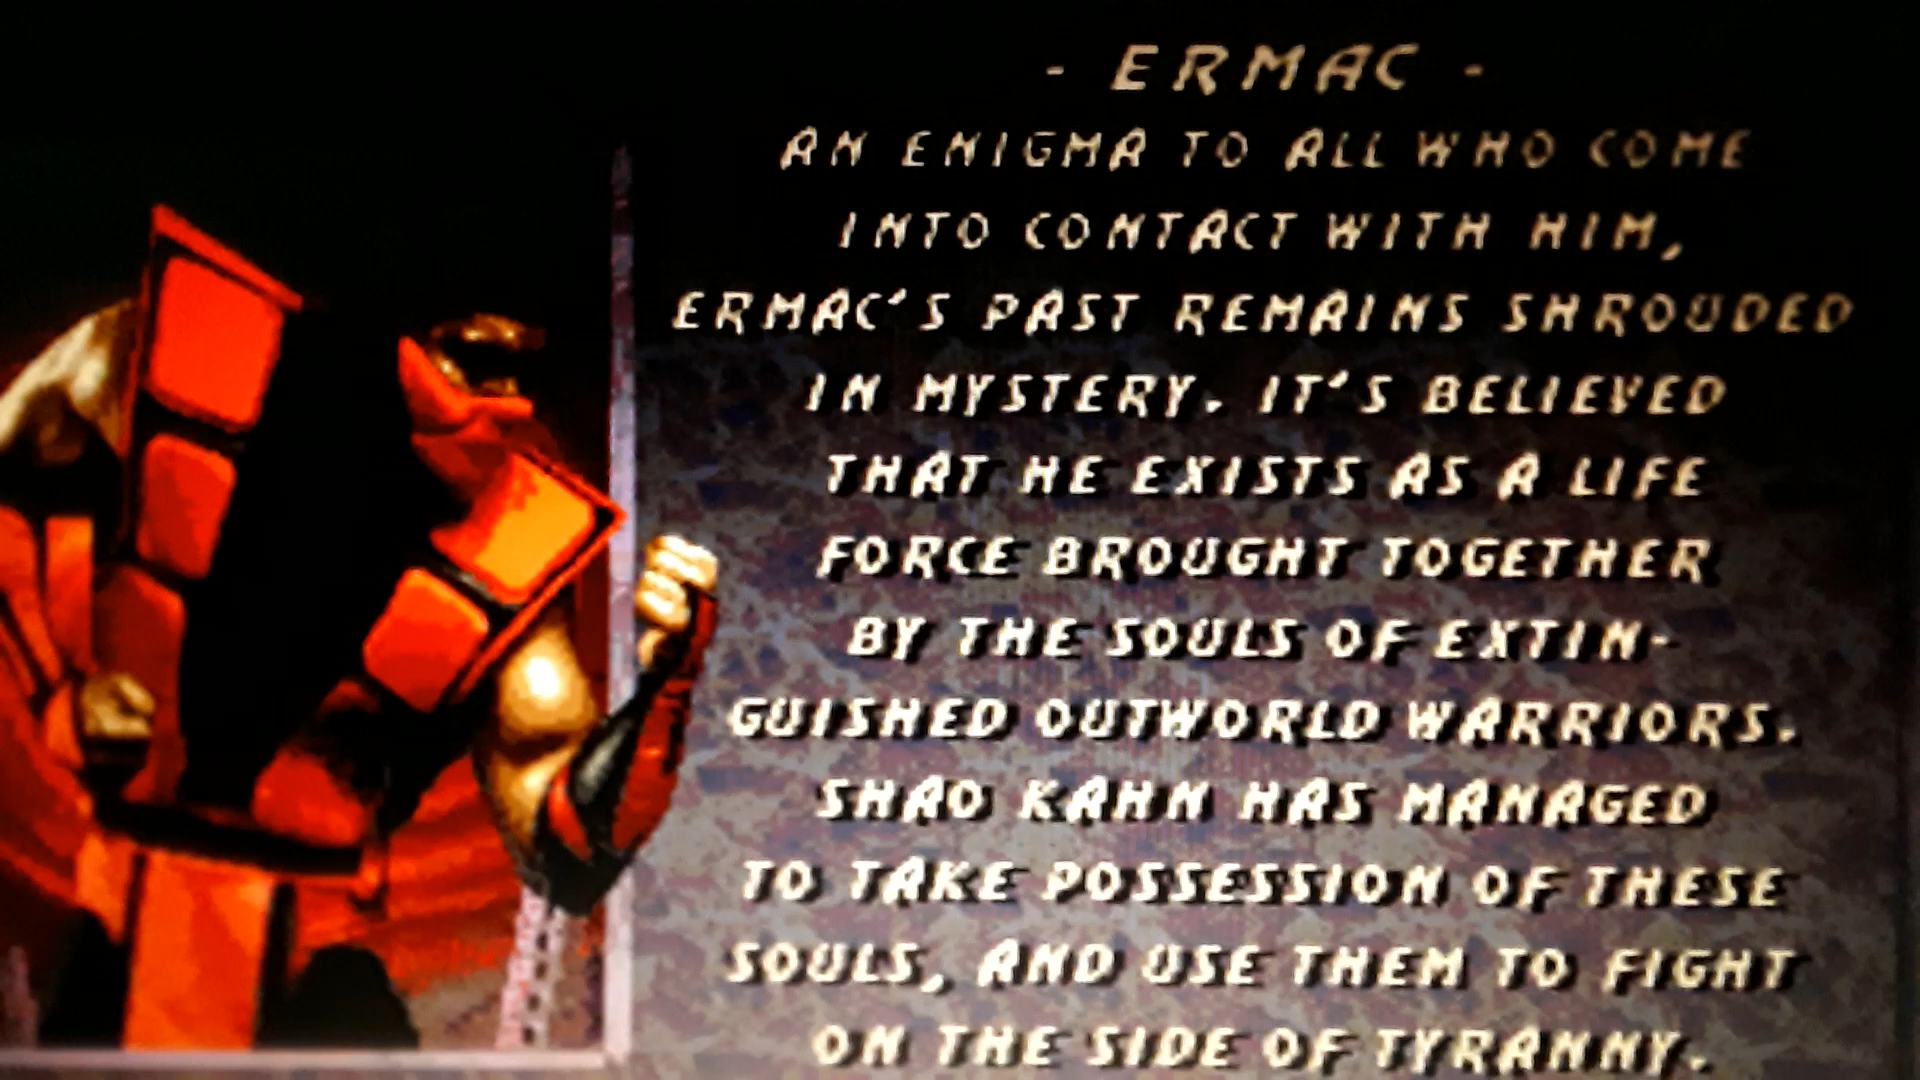 - ERMAC -
AN ENIGMA TO ALL WHO COME
INTO CONTACT WITH HIM,
ERMAC'S PAST REMAINS SHROUDED
IN MYSTERY. IT'S BELIEVED
THAT HE EXISTS AS A LIFE
FORCE BROUGHT TOGETHER
BY THE SOULS OF EXTIN-
GUISHED OUTWORLD WARRIORS.
SHAO KAHN HAS MANAGED
TO TAKE POSSESSION OF THESE
SOULS, AND USE THEM TO FIGHT
ON THE SIDE OF TYRANNY.